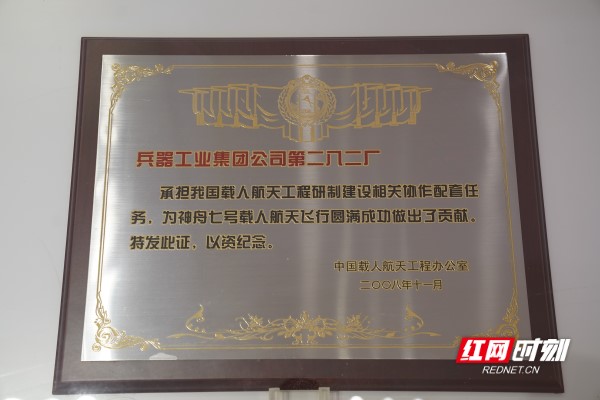 兵器工业集团公司第二八二厂
承担我国载人航天工程研制建设相关协作配套任
务，为神舟七号载人航天飞行圆满成功做出了贡献。
特发此证，以资纪念。
中国载人航天工程办公室
二〇〇八年十一月
红网时刻
REDNET.CN